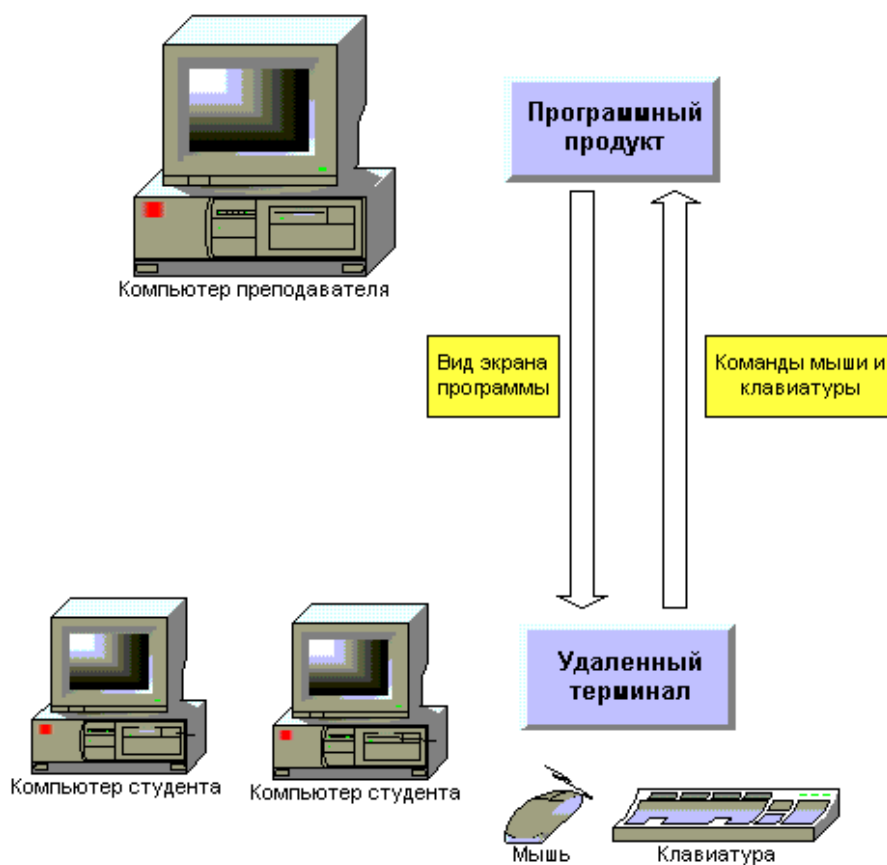 Программный
продукт
Компьютер преподавателя
Вид экрана
программы
Команды мыши и
клавиатуры
Удаленный
терминал
Компьютер студента
Компьютер студента
Мышь
Клавиатура